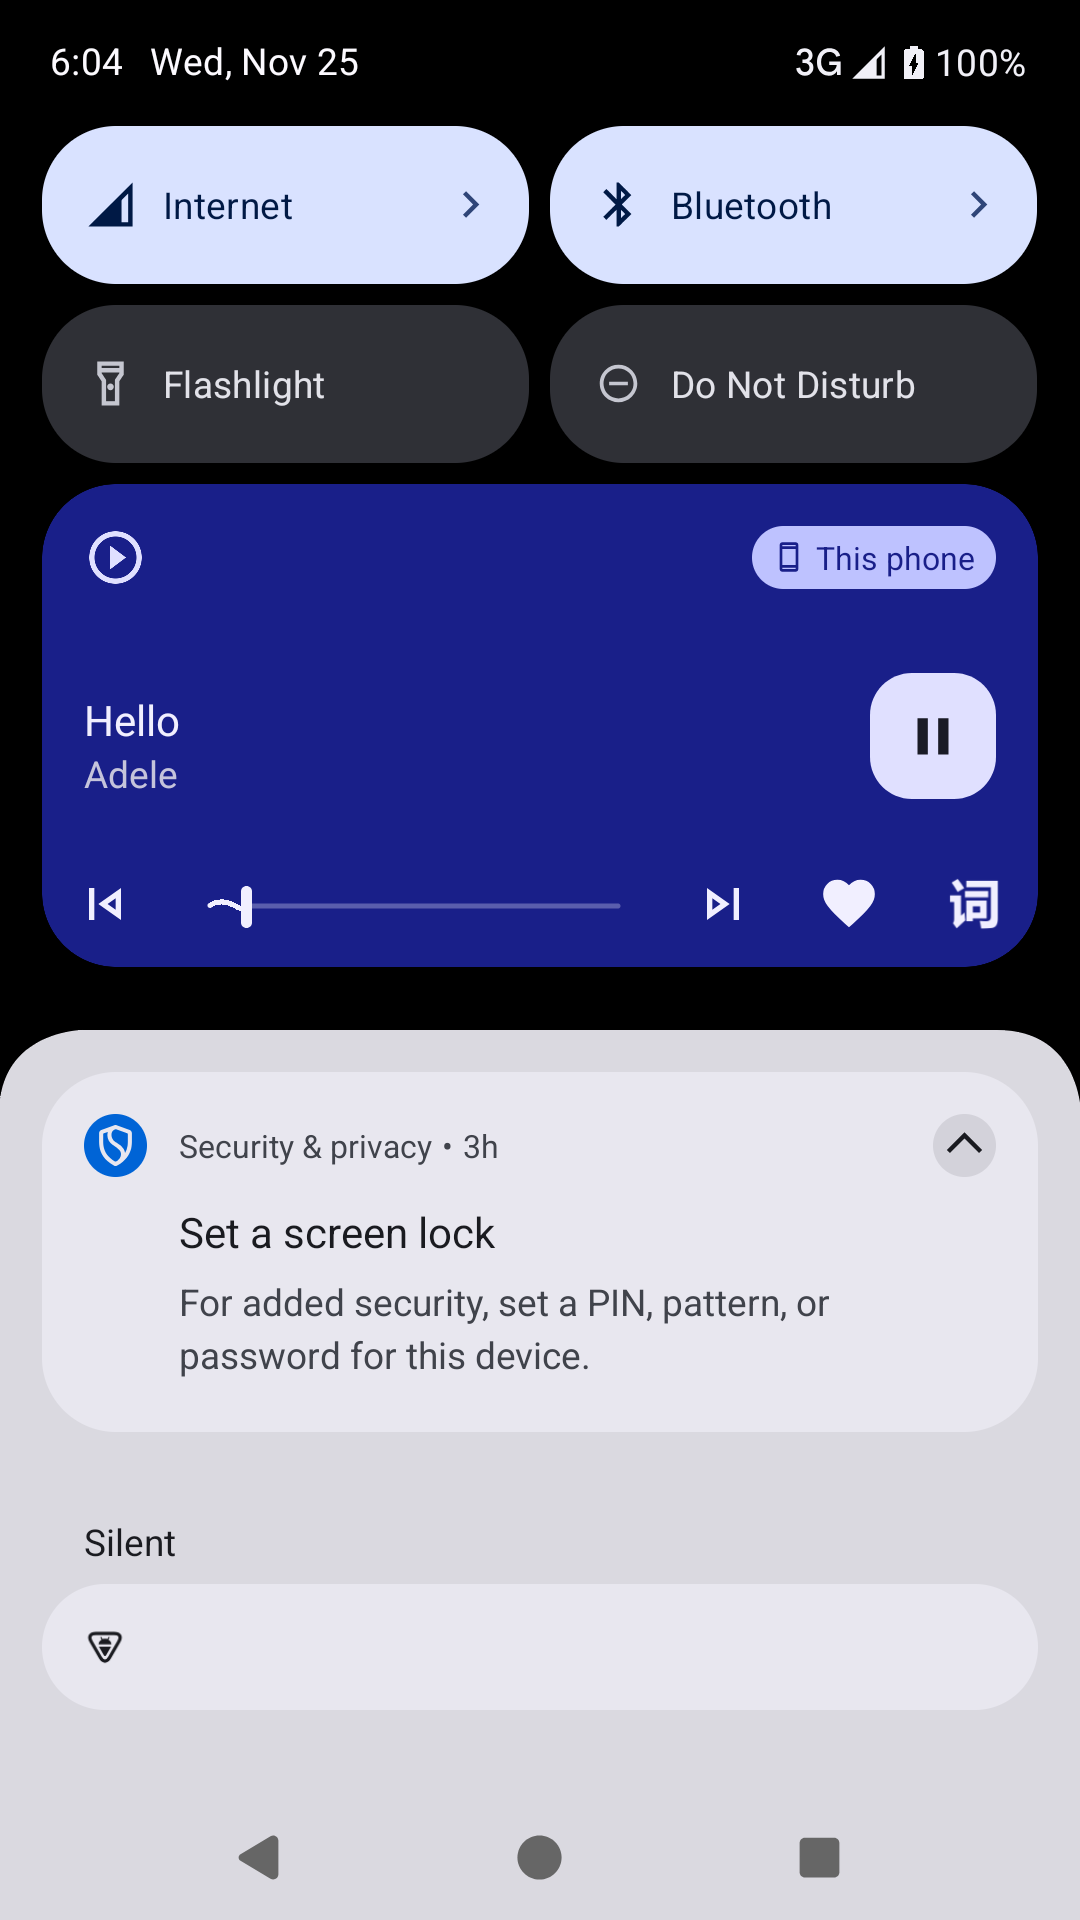 6:04 Wed, Nov 25 3G 100%
Internet Bluetooth
Flashlight Do Not Disturb
This phone
Hello
Adele
词
Security & privacy • 3h
Set a screen lock
For added security, set a PIN, pattern, or
password for this device.
Silent